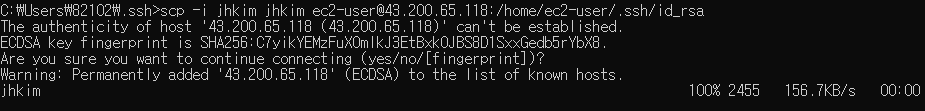 C:₩Users₩82102₩.ssh>scp -i jhkim jhkim ec2-user@43.200.65.118:/home/ec2-user/.ssh/id_rsa
The authenticity of host '43.200.65.118 (43.200.65.118)' can't be established.
ECDSA key fingerprint is SHA256:C7yikYEMzFuXOmlkJ3EtBxkOJBS8D1SxxGedb5rYbX8.
Are you sure you want to continue connecting (yes/no/[fingerprint])?
Warning: Permanently added '43.200.65.118' (ECDSA) to the list of known hosts.
jhkim 100% 2455 156.7KB/s 00:00